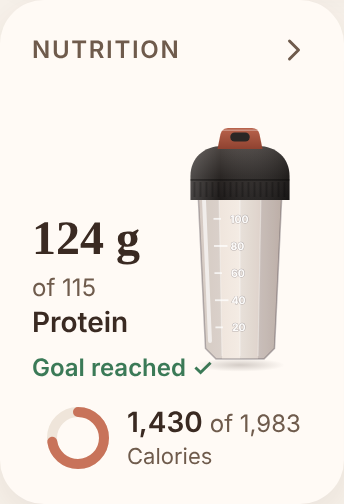 NUTRITION
100
80
60
40
20
124 g
of 115
Protein
Goal reached ✓
1,430 of 1,983
Calories